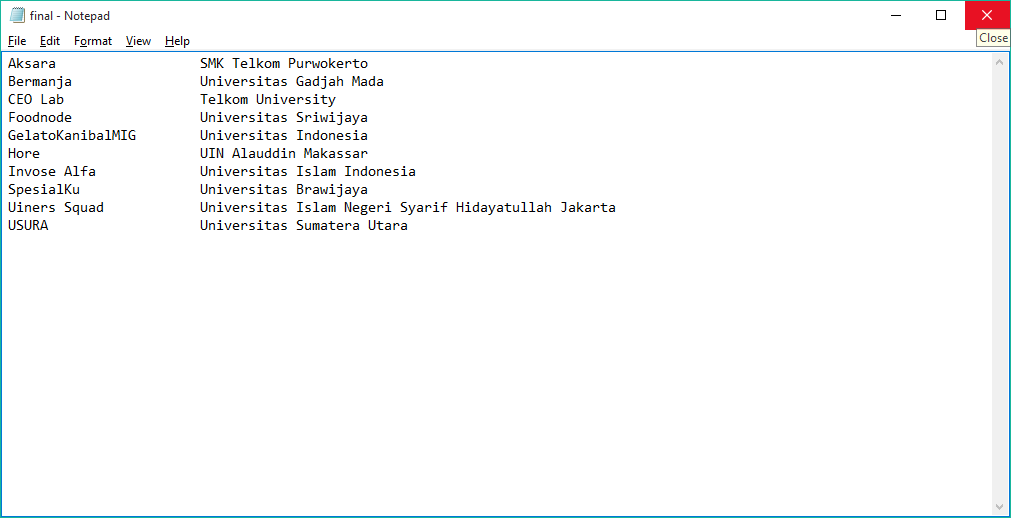 final - Notepad
File Edit Format View Help
Close
Aksara SMK Telkom Purwokerto
Bermanja Universitas Gadjah Mada
CEO Lab Telkom University
Foodnode Universitas Sriwijaya
GelatoKanibalMIG Universitas Indonesia
Hore UIN Alauddin Makassar
Invose Alfa Universitas Islam Indonesia
SpesialKu Universitas Brawijaya
Uiners Squad Universitas Islam Negeri Syarif Hidayatullah Jakarta
USURA Universitas Sumatera Utara